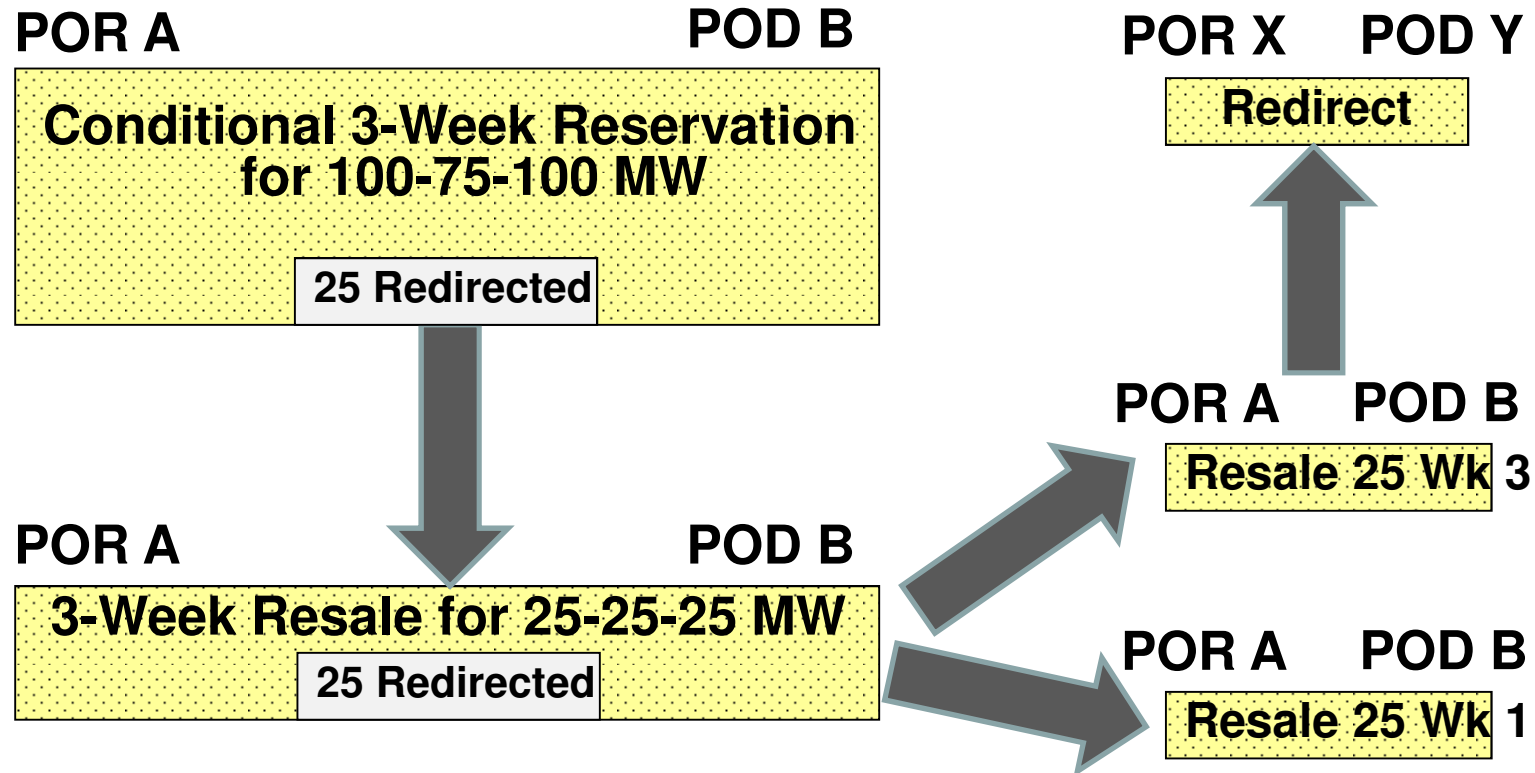 POR A POD B
Conditional 3-Week Reservation
for 100-75-100 MW
25 Redirected
POR A POD B
3-Week Resale for 25-25-25 MW
25 Redirected
POR X POD Y
Redirect
POR A POD B
Resale 25 Wk 3
POR A POD B
Resale 25 Wk 1